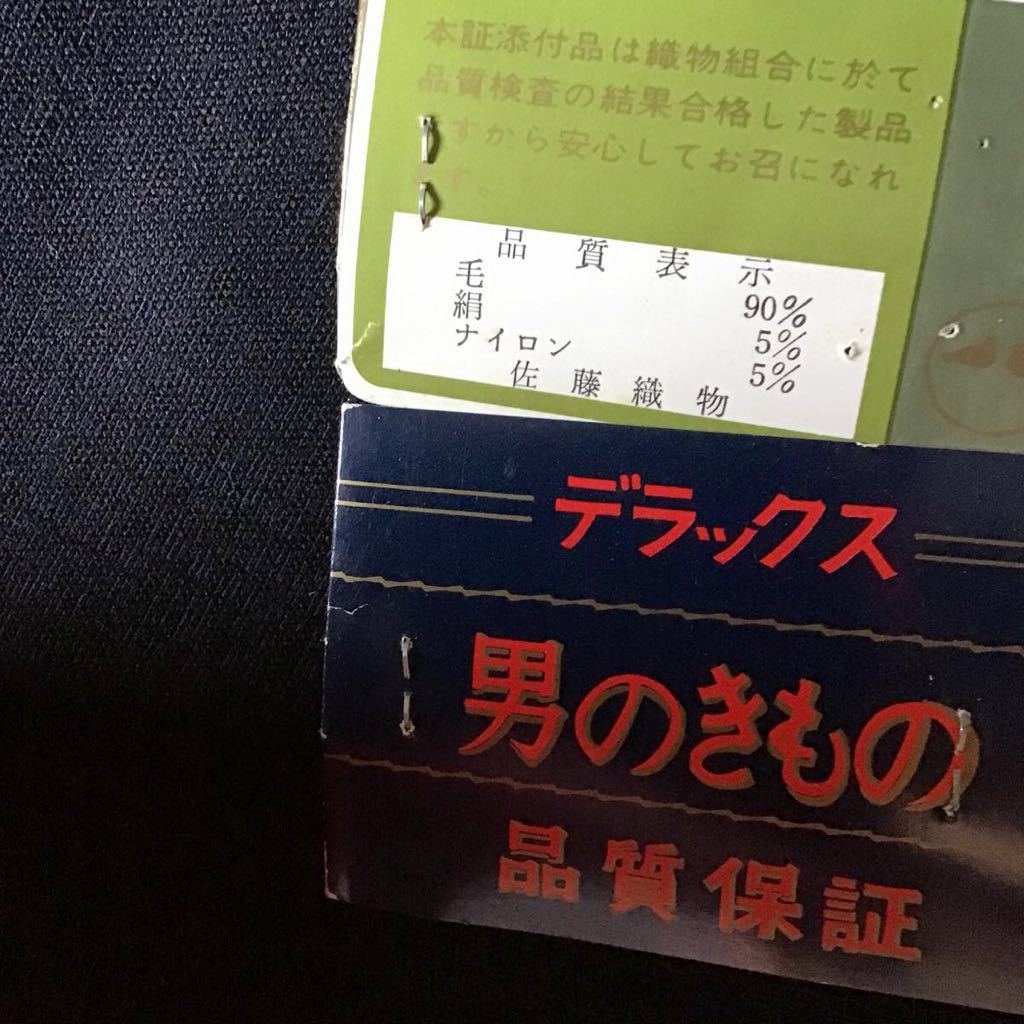 本証添付品は織物組合に於て
品質検査の結果合格した製品
すから安心してお召になれ
す。
品質表示
毛 90%
絹 5%
ナイロン 5%
佐藤織物
デラックス
男のきもの
品質保証